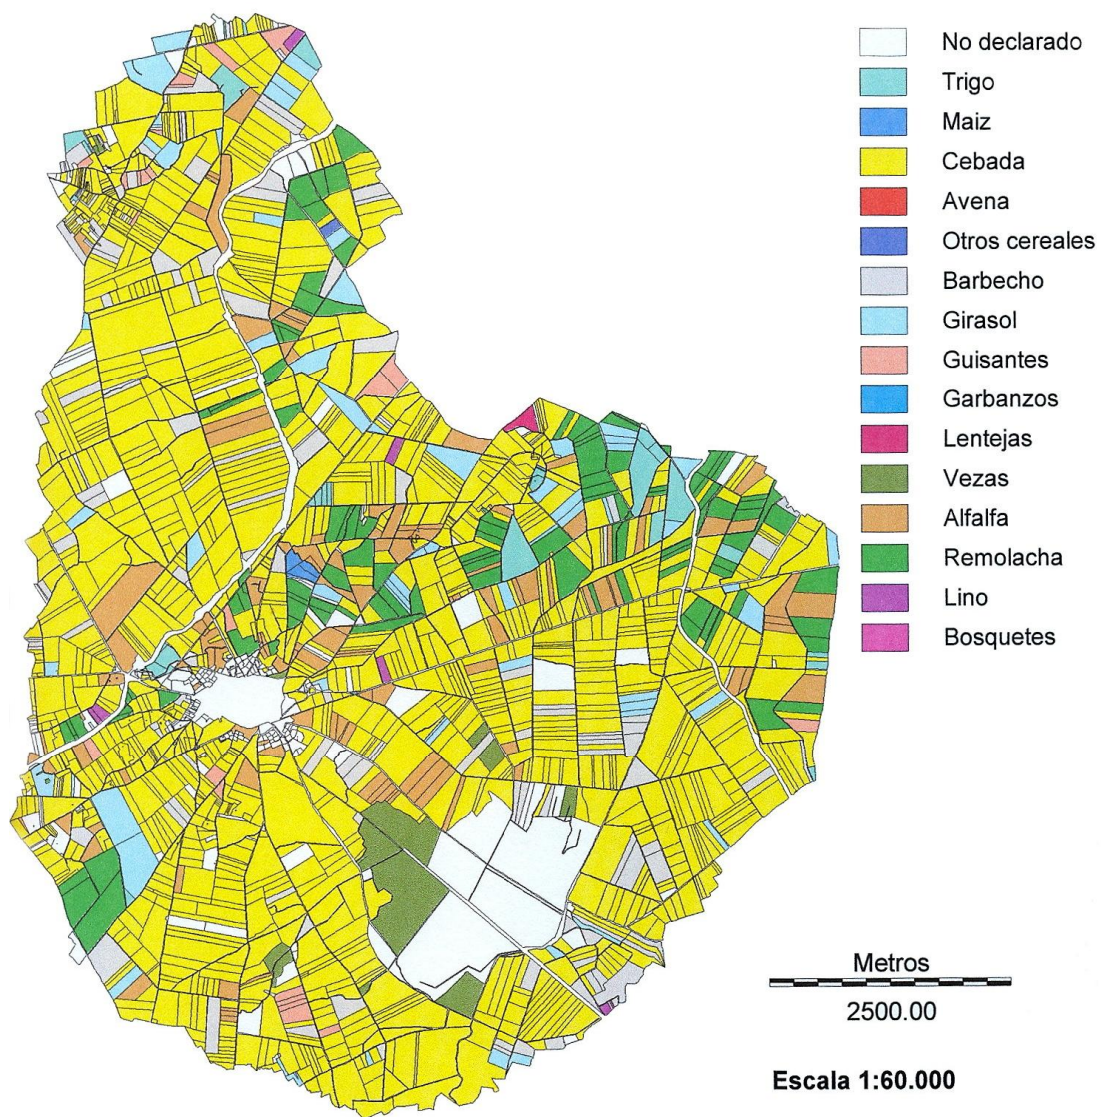 No declarado
Trigo
Maiz
Cebada
Avena
Otros cereales
Barbecho
Girasol
Guisantes
Garbanzos
Lentejas
Vezas
Alfalfa
Remolacha
Lino
Bosquetes
Metros
2500.00
Escala 1:60.000